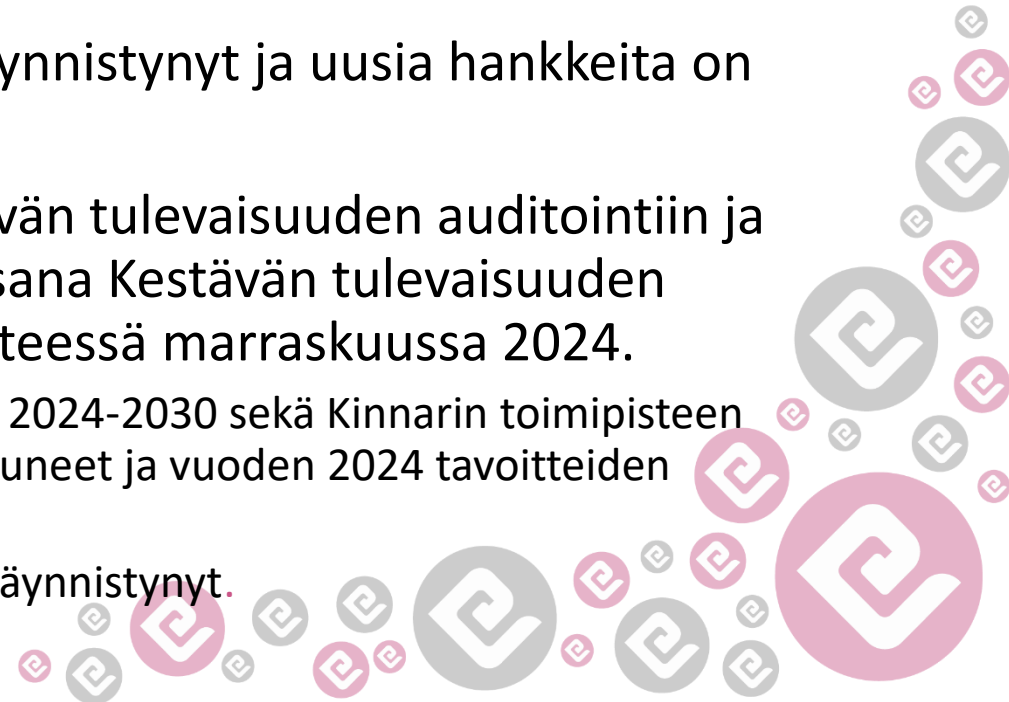 ynnistynyt ja uusia hankkeita on
vän tulevaisuuden auditointiin ja
sana Kestävän tulevaisuuden
teessä marraskuussa 2024.
2024-2030 sekä Kinnarin toimipisteen
uneet ja vuoden 2024 tavoitteiden
äynnistynyt.